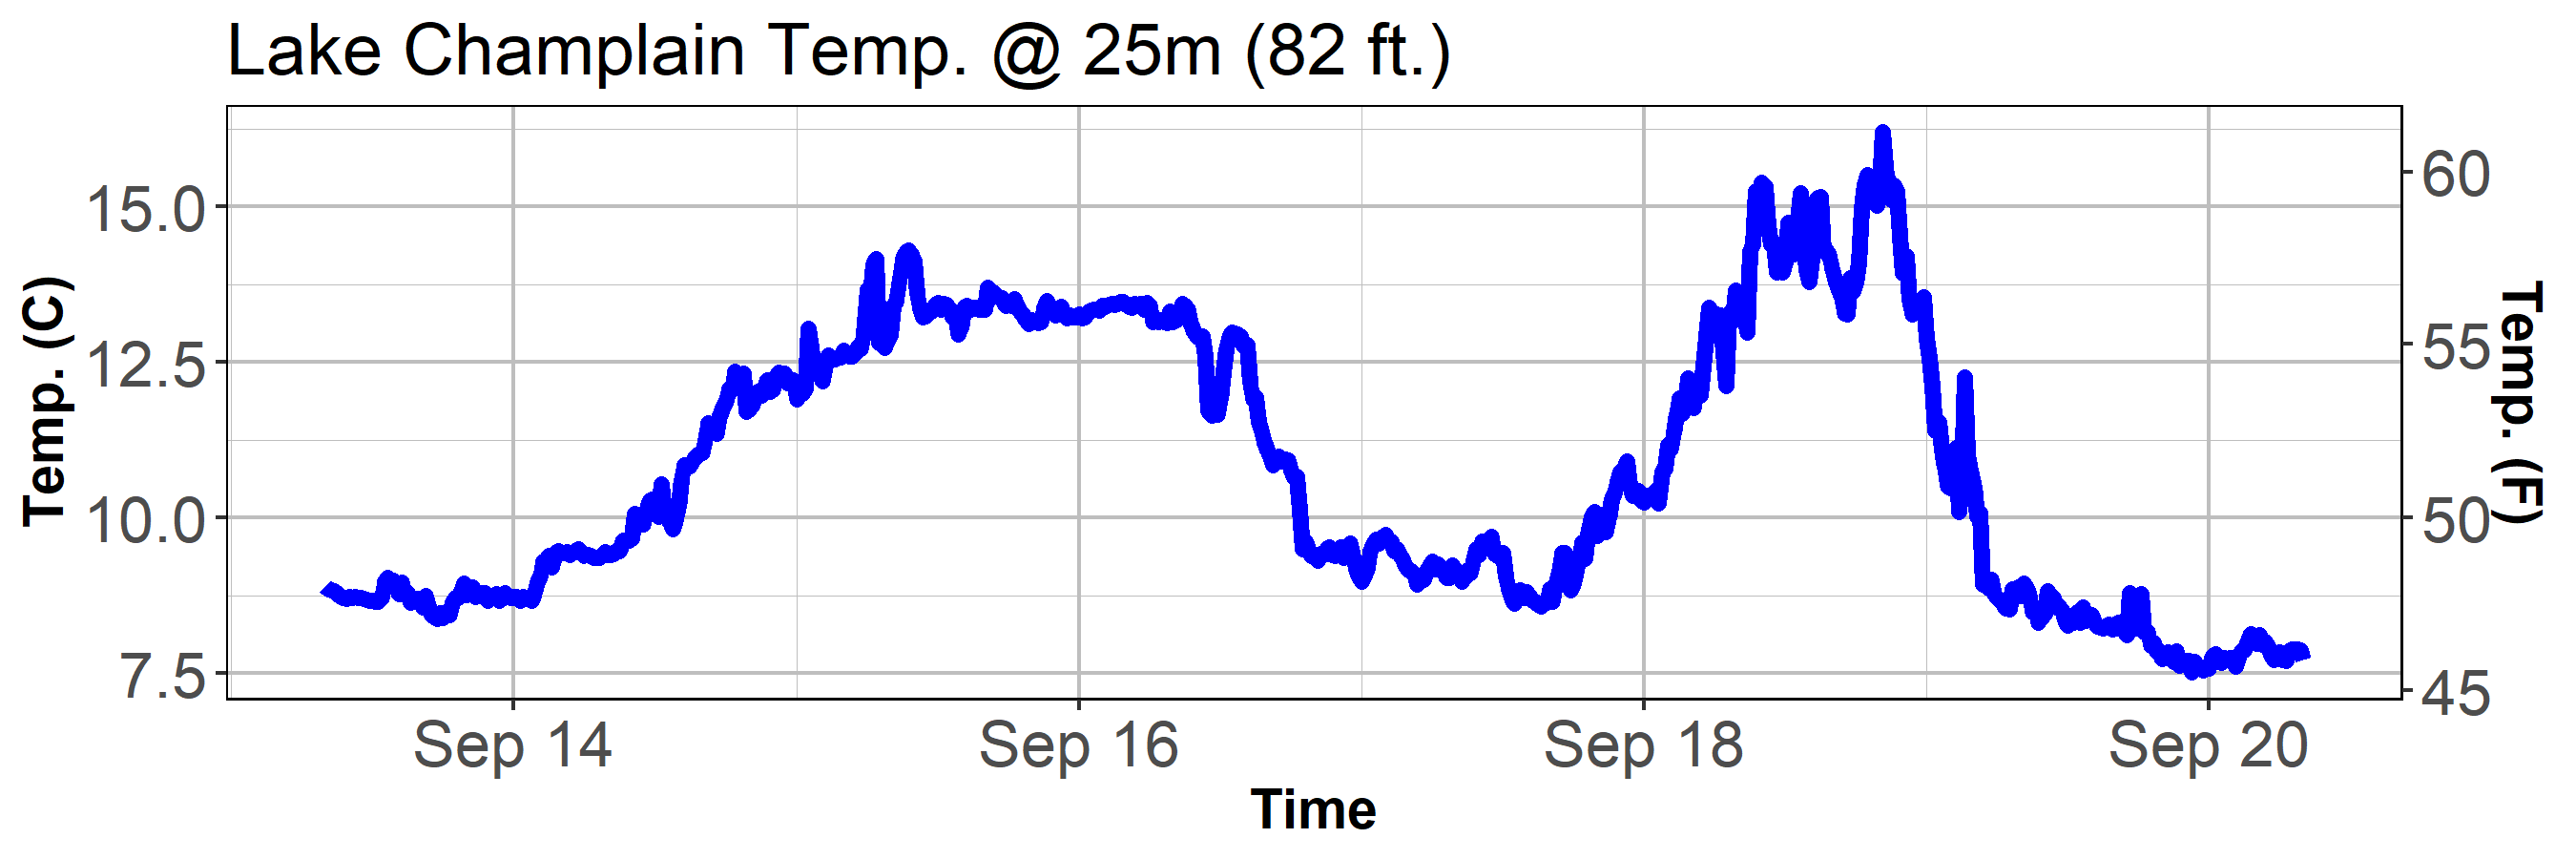 Lake Champlain Temp. @ 25m (82 ft.)
Temp. (C)
15.0
12.5
10.0
7.5
60
55
50
45
Temp. (F)
Sep 14 Sep 16 Sep 18 Sep 20
Time